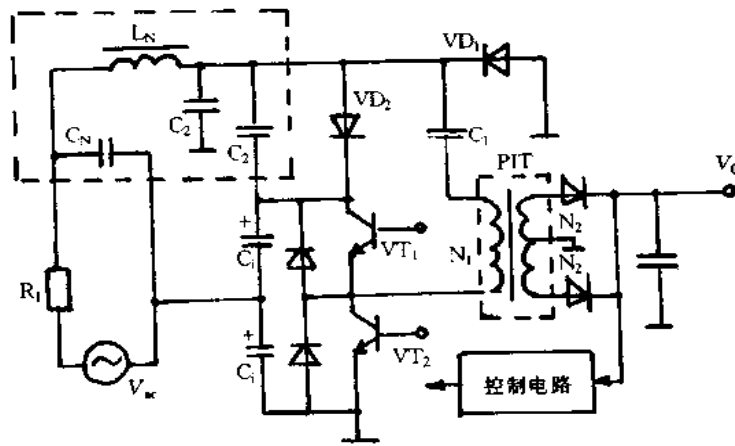 L_N
VD_1
VD_2
C_2
C_2
C_N
C_1
PIT
V_O
N_2
N_2
N_1
VT_1
C_i
R_1
VT_2
C_i
V_ac
控制电路
+
+